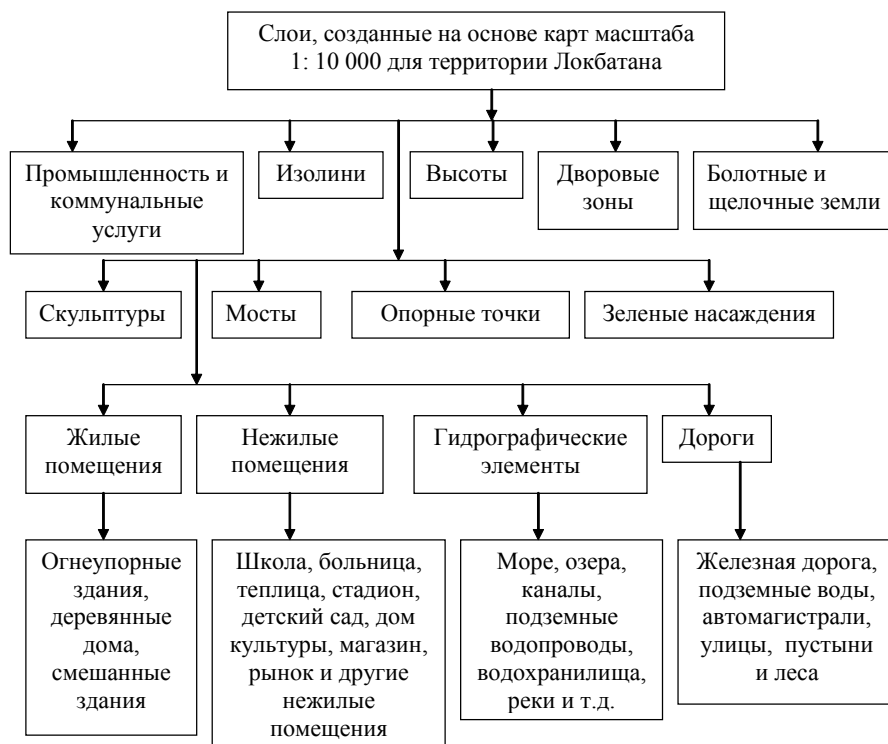 Слои, созданные на основе карт масштаба
1: 10 000 для территории Локбатана
Промышленность и
коммунальные
услуги
Изолини
Высоты
Дворовые
зоны
Болотные и
щелочные земли
Скульптуры
Мосты
Опорные точки
Зеленые насаждения
Жилые
помещения
Нежилые
помещения
Гидрографические
элементы
Дороги
Огнеупорные
здания,
деревянные
дома,
смешанные
здания
Школа, больница,
теплица, стадион,
детский сад, дом
культуры, магазин,
рынок и другие
нежилые
помещения
Море, озера,
каналы,
подземные
водопроводы,
водохранилища,
реки и т.д.
Железная дорога,
подземные воды,
автомагистрали,
улицы, пустыни
и леса